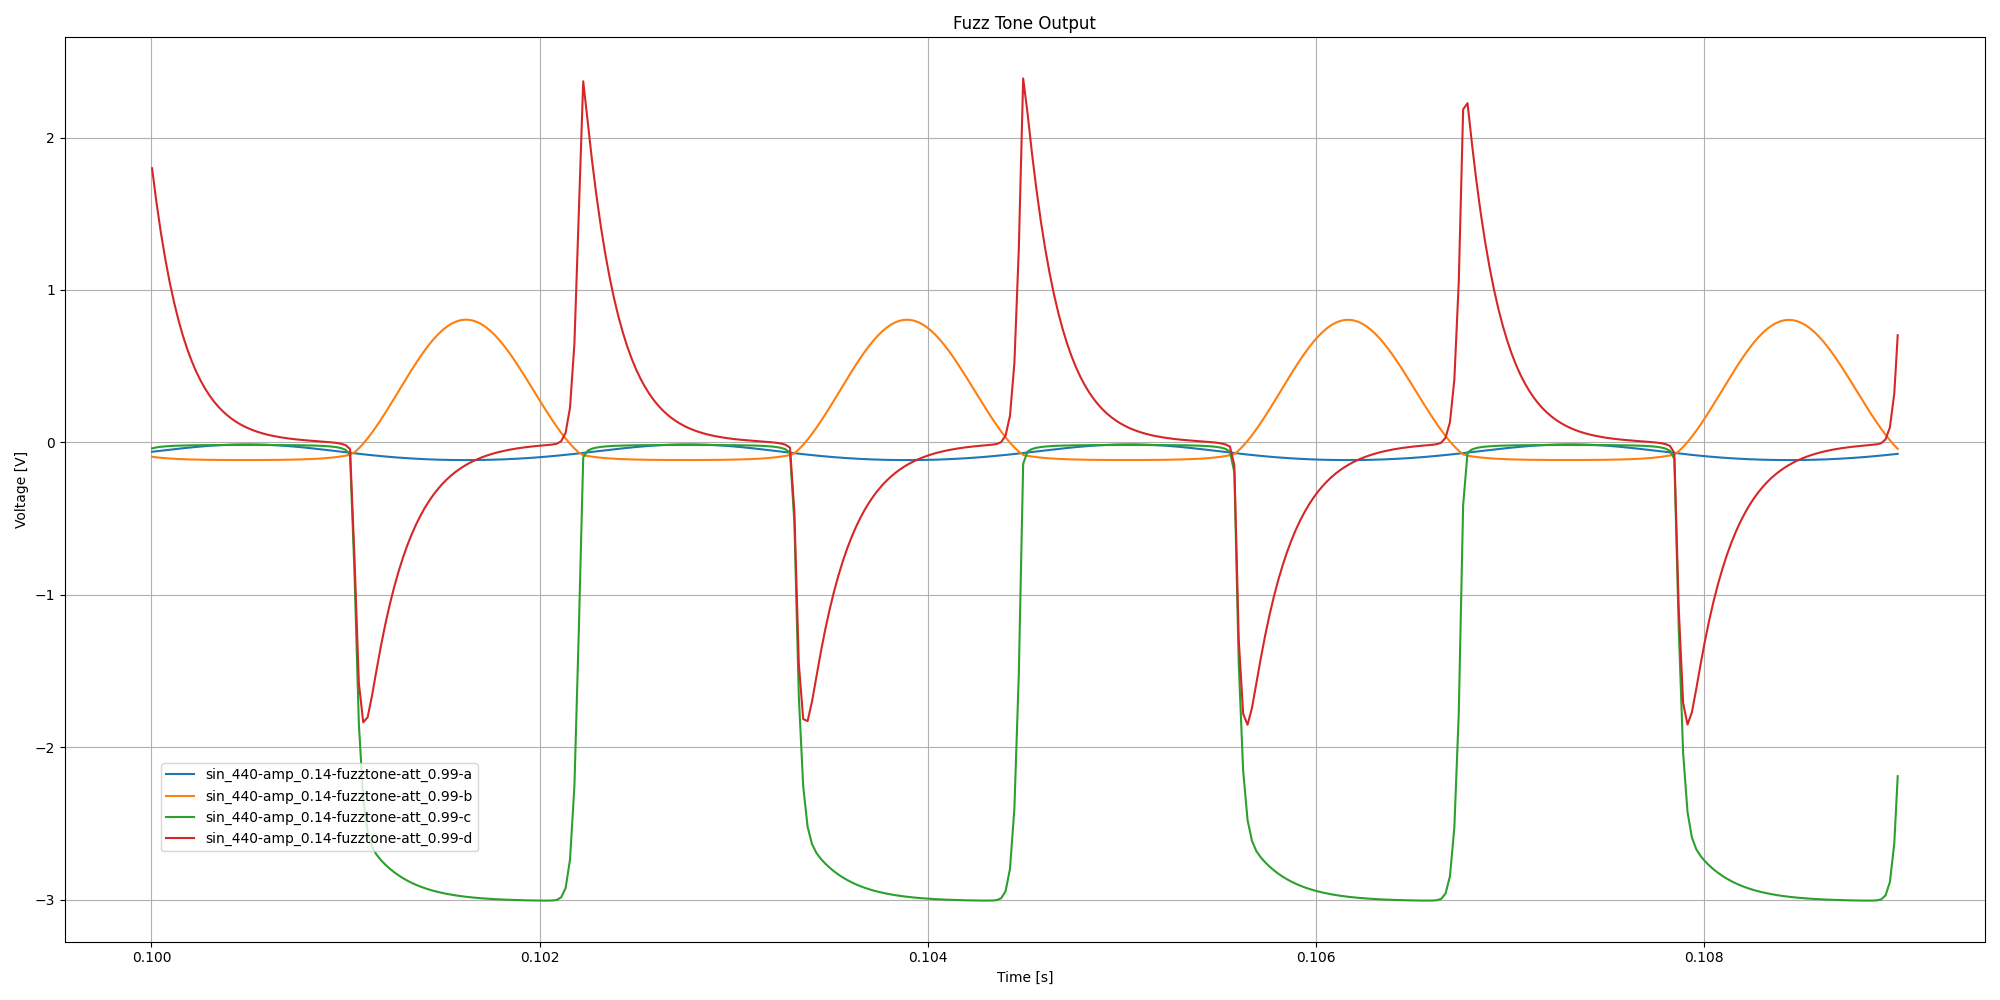 Fuzz Tone Output
2
1
0
−1
−2
−3
Voltage [V]
sin_440-amp_0.14-fuzztone-att_0.99-a
sin_440-amp_0.14-fuzztone-att_0.99-b
sin_440-amp_0.14-fuzztone-att_0.99-c
sin_440-amp_0.14-fuzztone-att_0.99-d
0.100 0.102 0.104 0.106 0.108
Time [s]